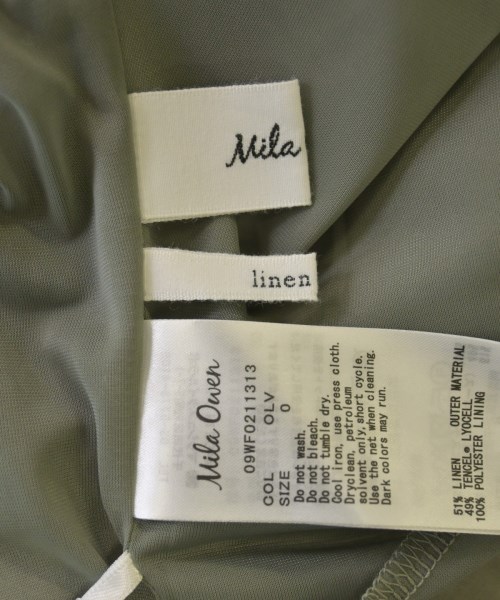 Mila
linen
Mila Owen
09WF0211313
COL OLV
SIZE 0
Do not wash.
Do not bleach.
Do not tumble dry.
Cool iron, use press cloth.
Dryclean, petroleum
solvent only, short cycle.
Use the net when cleaning.
Dark colors may run.
OUTER MATERIAL
51% LINEN
49% TENCEL® LYOCELL
100% POLYESTER LINING